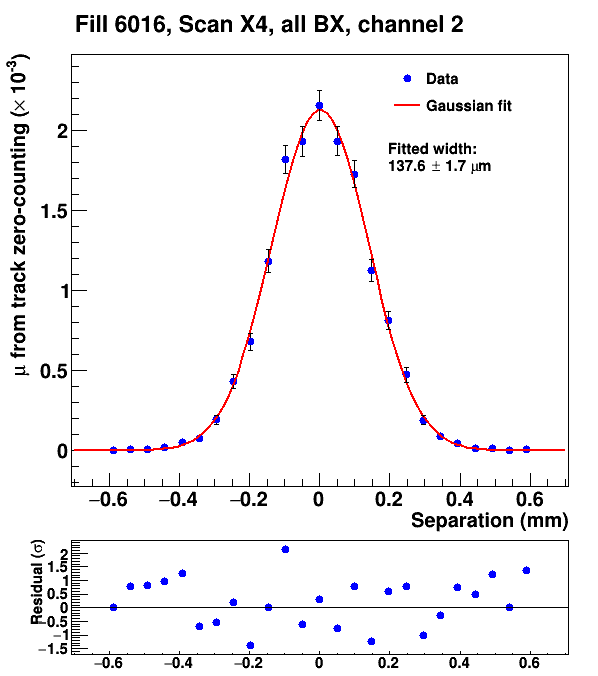 Fill 6016, Scan X4, all BX, channel 2
μ from track zero-counting (× 10⁻³)
Data
Gaussian fit
Fitted width:
137.6 ± 1.7 μm
2
1.5
1
0.5
0
−0.6 −0.4 −0.2 0 0.2 0.4 0.6
Separation (mm)
Residual (σ)
2
1.5
1
0.5
0
−0.5
−1
−1.5
−0.6 −0.4 −0.2 0 0.2 0.4 0.6